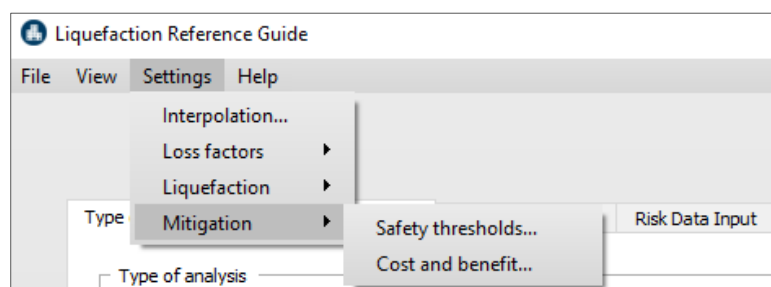 Liquefaction Reference Guide
File View Settings Help
Interpolation...
Loss factors
Liquefaction
Type Mitigation Risk Data Input
Safety thresholds...
Cost and benefit...
Type of analysis